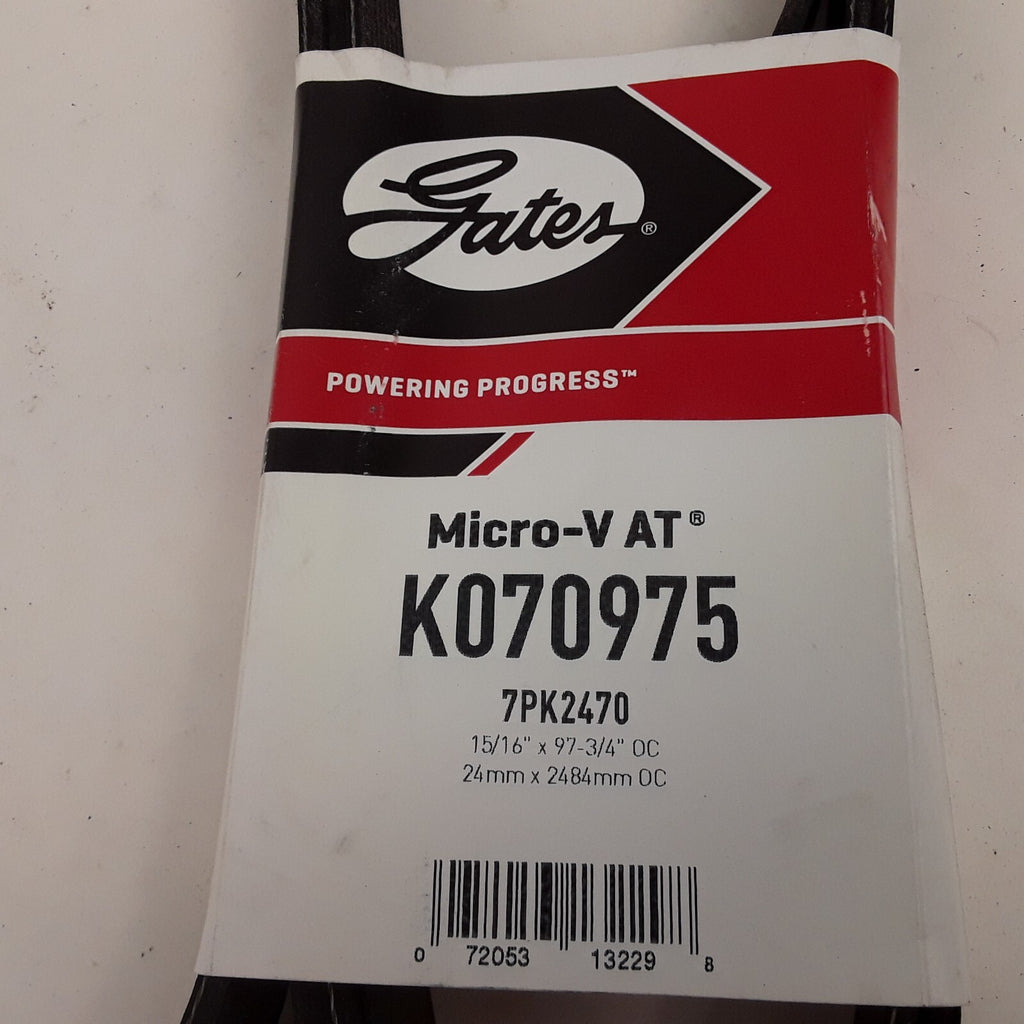 Gates®
POWERING PROGRESS™
Micro-V AT®
K070975
7PK2470
15/16" x 97-3/4" OC
24mm x 2484mm OC
0 72053 13229 8